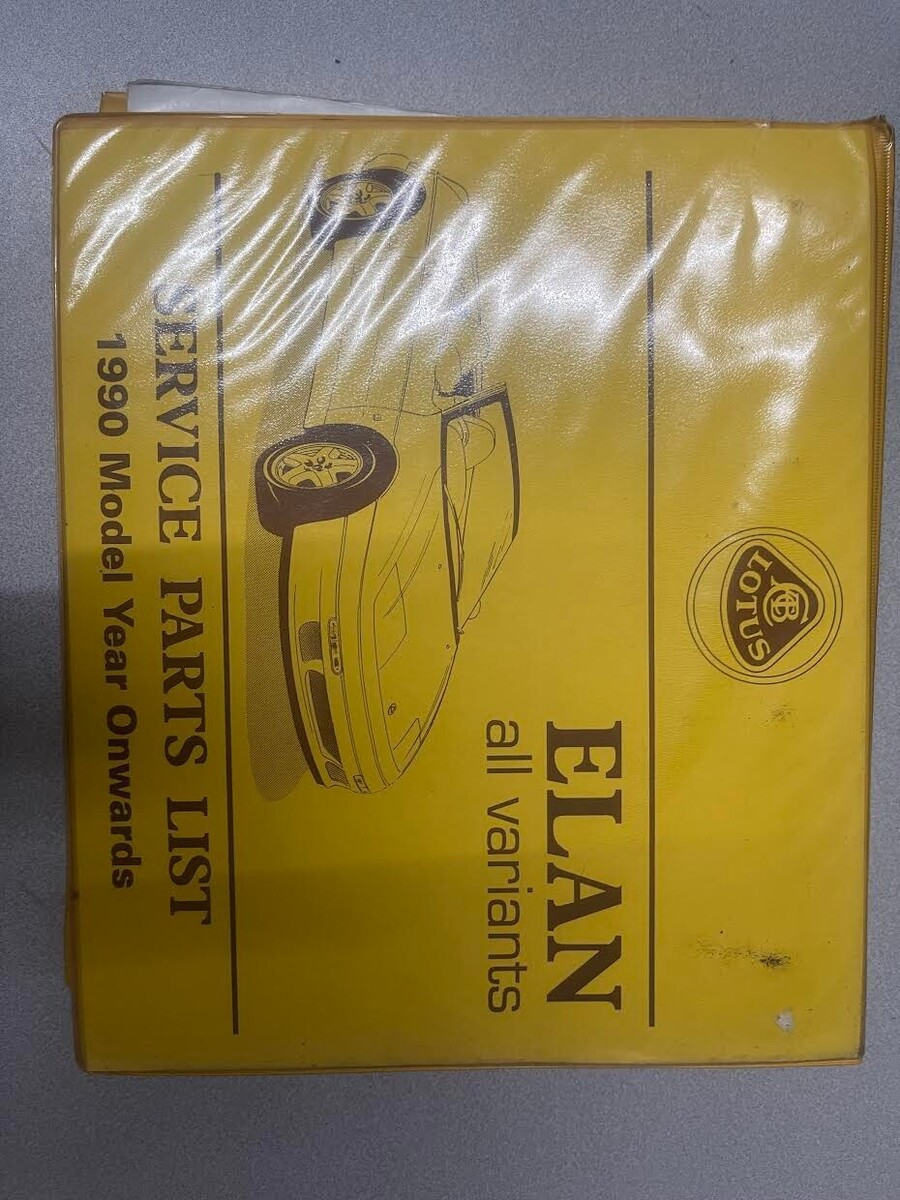 LOTUS
ELAN
all variants
SERVICE PARTS LIST
1990 Model Year Onwards